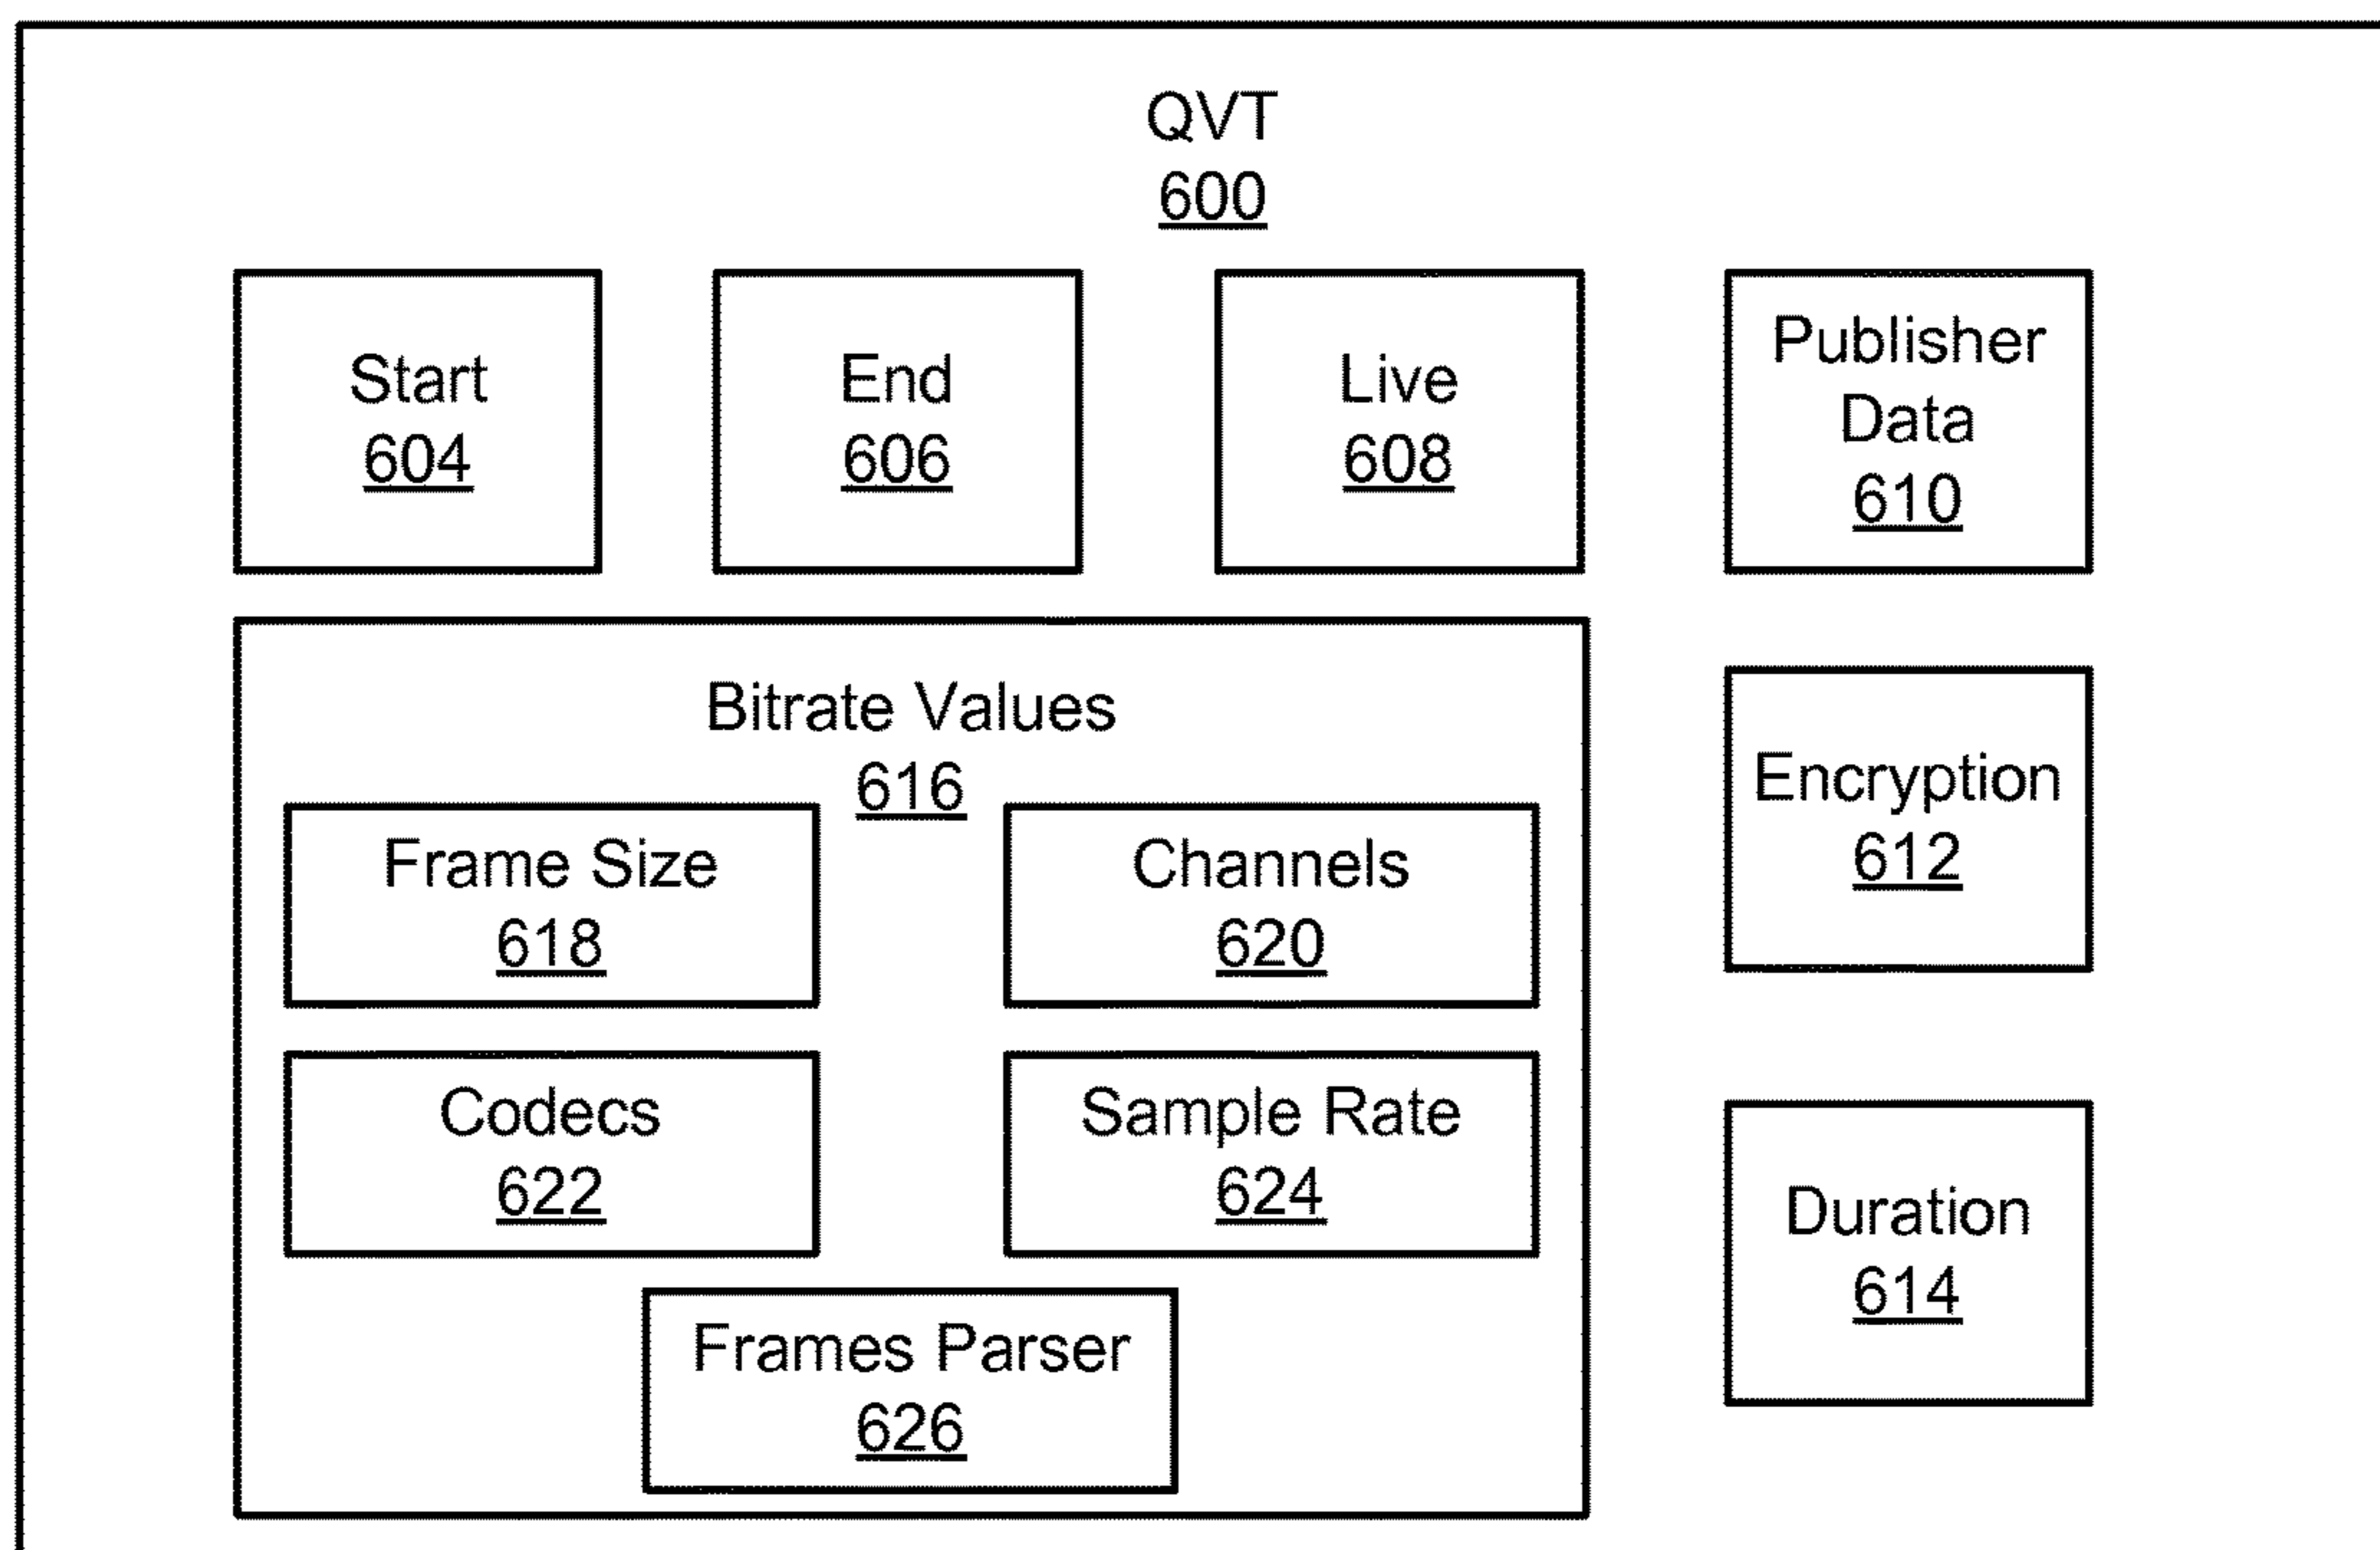 QVT
600
Start
604
End
606
Live
608
Publisher
Data
610
Bitrate Values
616
Frame Size
618
Channels
620
Codecs
622
Sample Rate
624
Frames Parser
626
Encryption
612
Duration
614